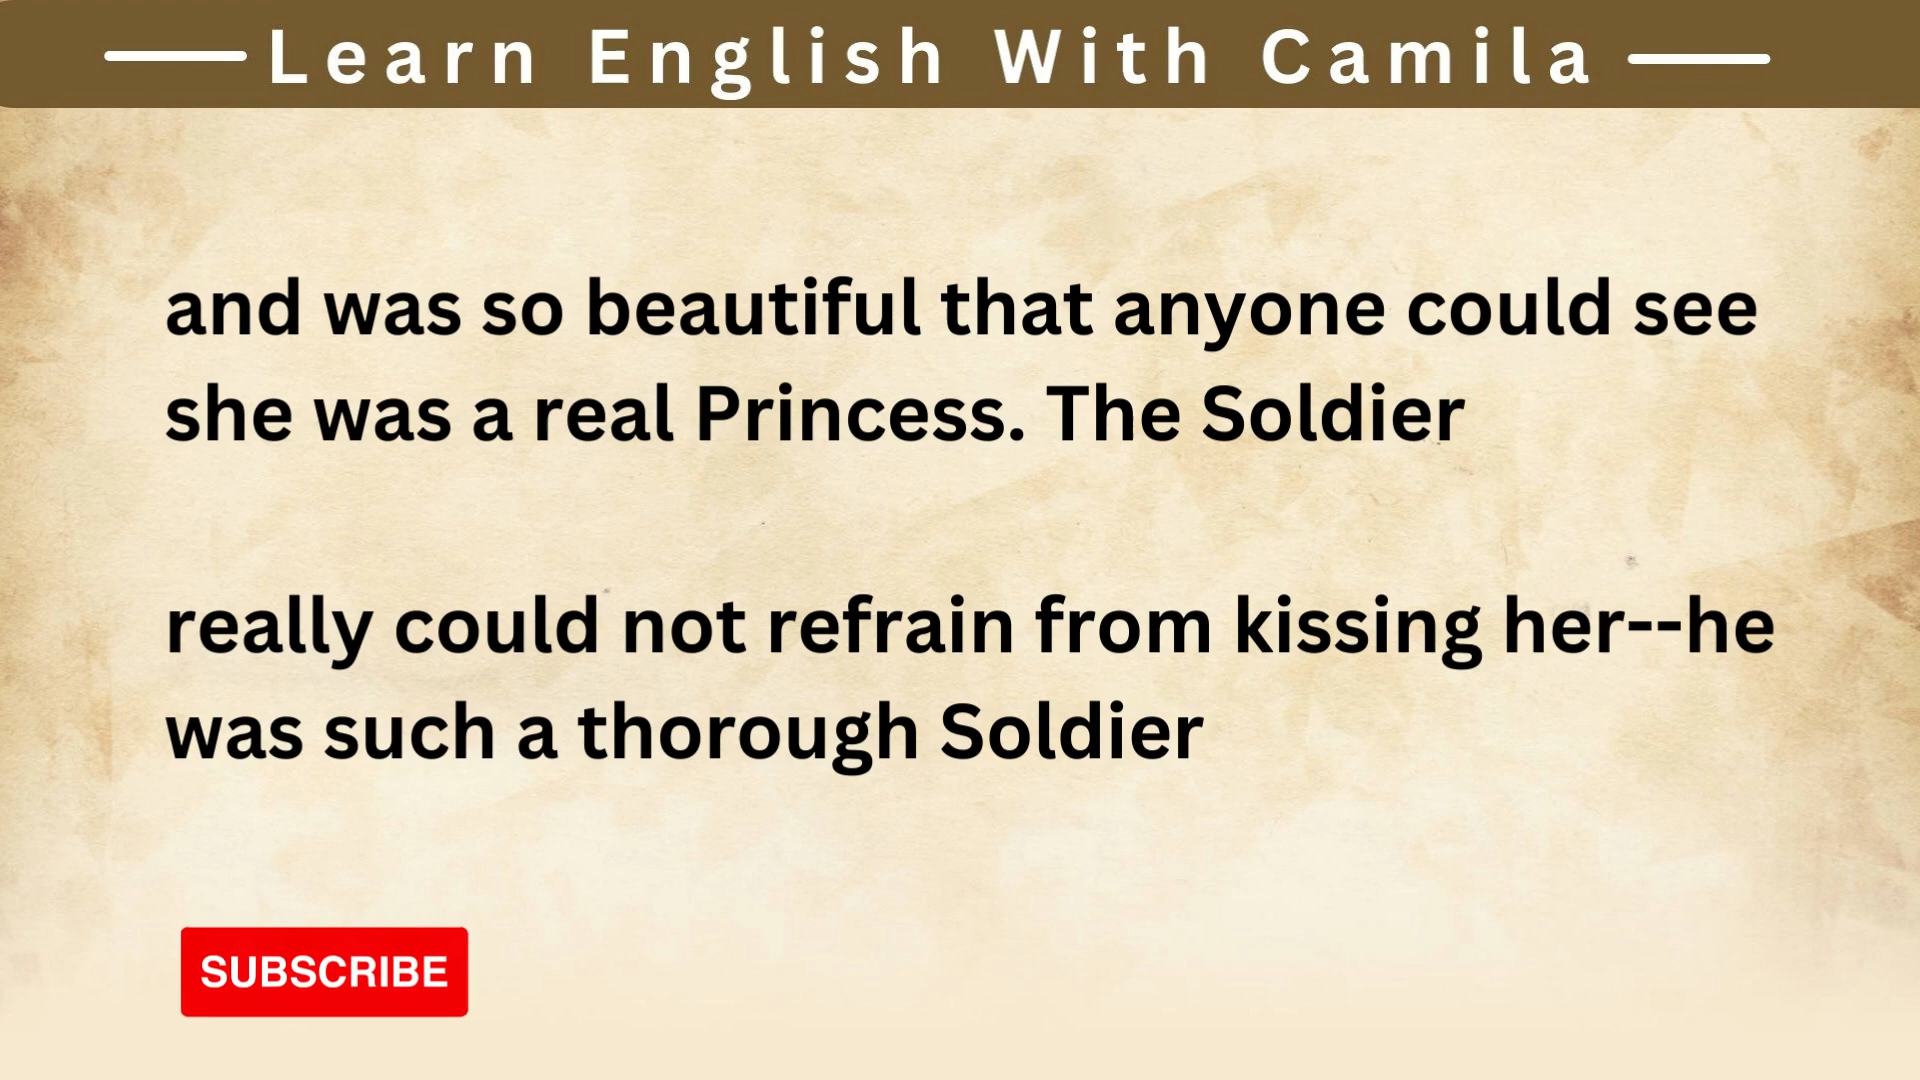 Learn English With Camila
and was so beautiful that anyone could see
she was a real Princess. The Soldier
really could not refrain from kissing her--he
was such a thorough Soldier
SUBSCRIBE